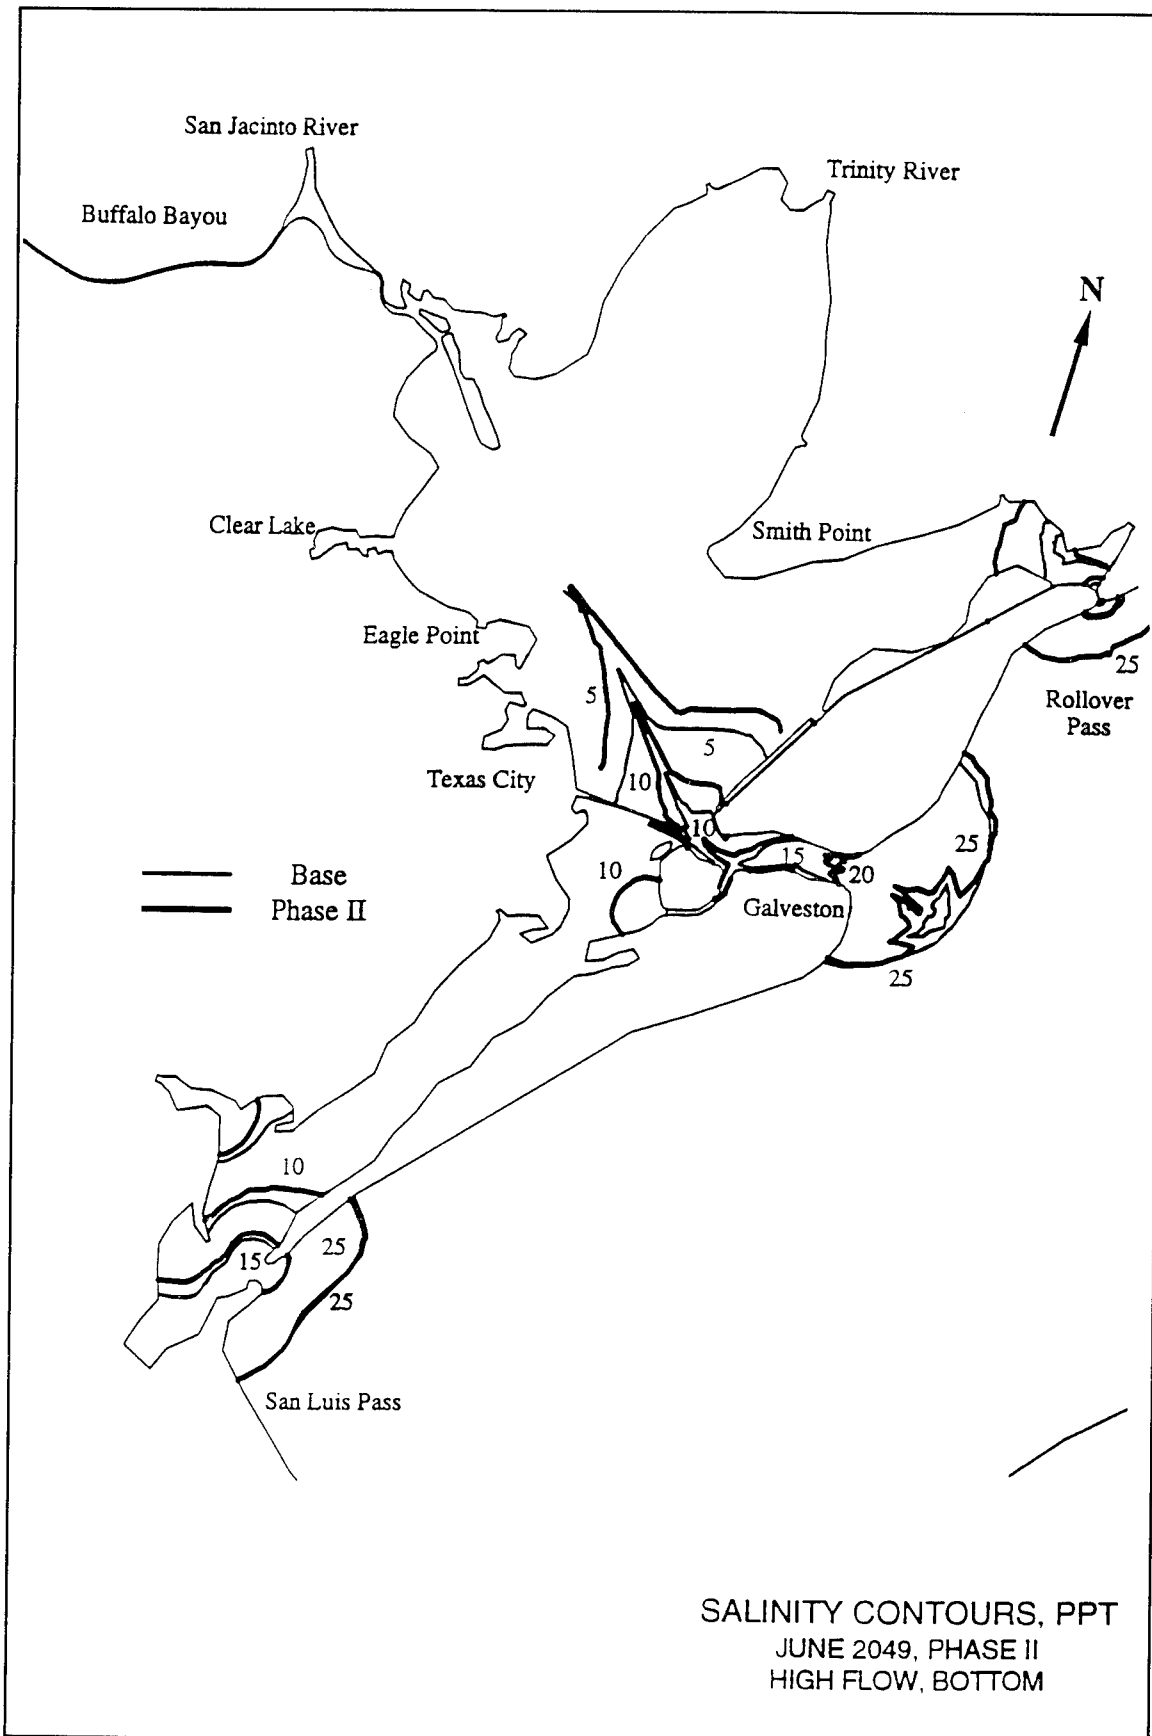 San Jacinto River
Trinity River
Buffalo Bayou
N
Clear Lake
Smith Point
Eagle Point
25
5
Rollover
Pass
5
Texas City
10
10
25
15
20
Base
10
Phase II
Galveston
25
10
25
15
25
San Luis Pass
SALINITY CONTOURS, PPT
JUNE 2049, PHASE II
HIGH FLOW, BOTTOM